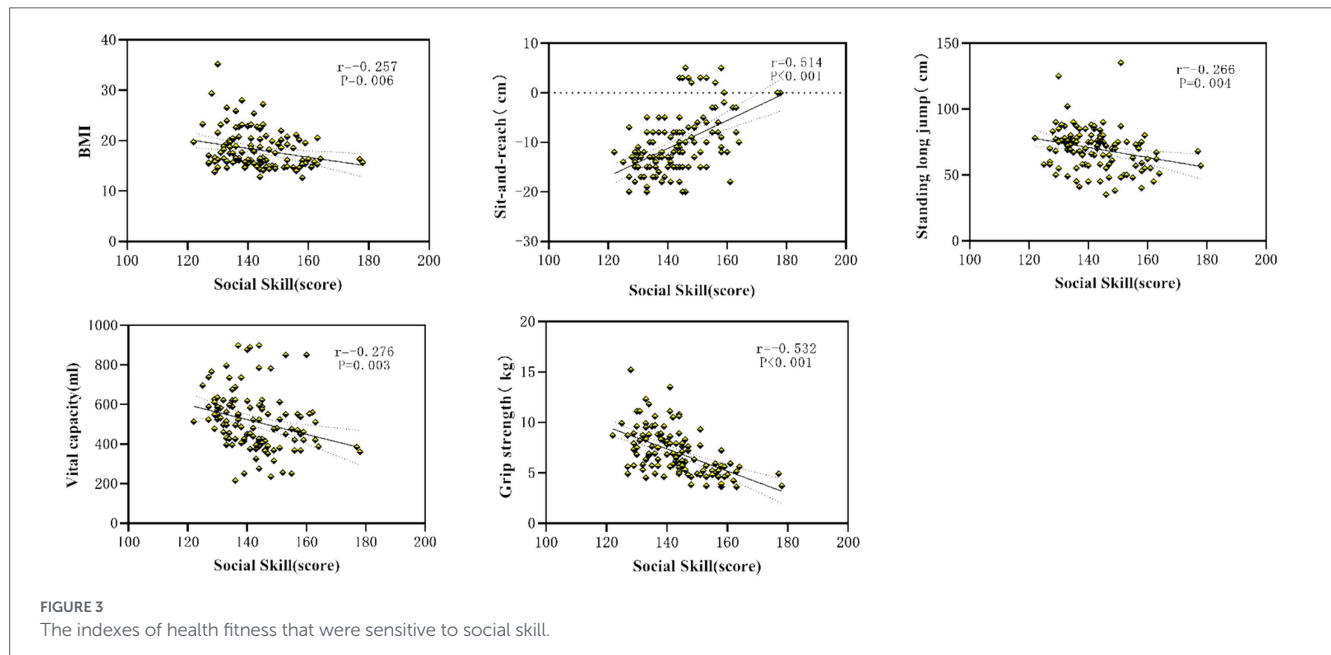 40
30
20
10
0
BMI
r=-0.257
P=0.006
100 120 140 160 180 200
Social Skill(score)
10
0
-10
-20
-30
Sit-and-reach( cm)
r=0.514
P<0.001
100 120 140 160 180 200
Social Skill(score)
150
100
50
0
Standing long jump( cm)
r=-0.266
P=0.004
100 120 140 160 180 200
Social Skill(score)
1000
800
600
400
200
0
Vital capacity(ml)
r=-0.276
P=0.003
100 120 140 160 180 200
Social Skill(score)
20
15
10
5
0
Grip strength( kg)
r=-0.532
P<0.001
100 120 140 160 180 200
Social Skill(score)
FIGURE 3
The indexes of health fitness that were sensitive to social skill.